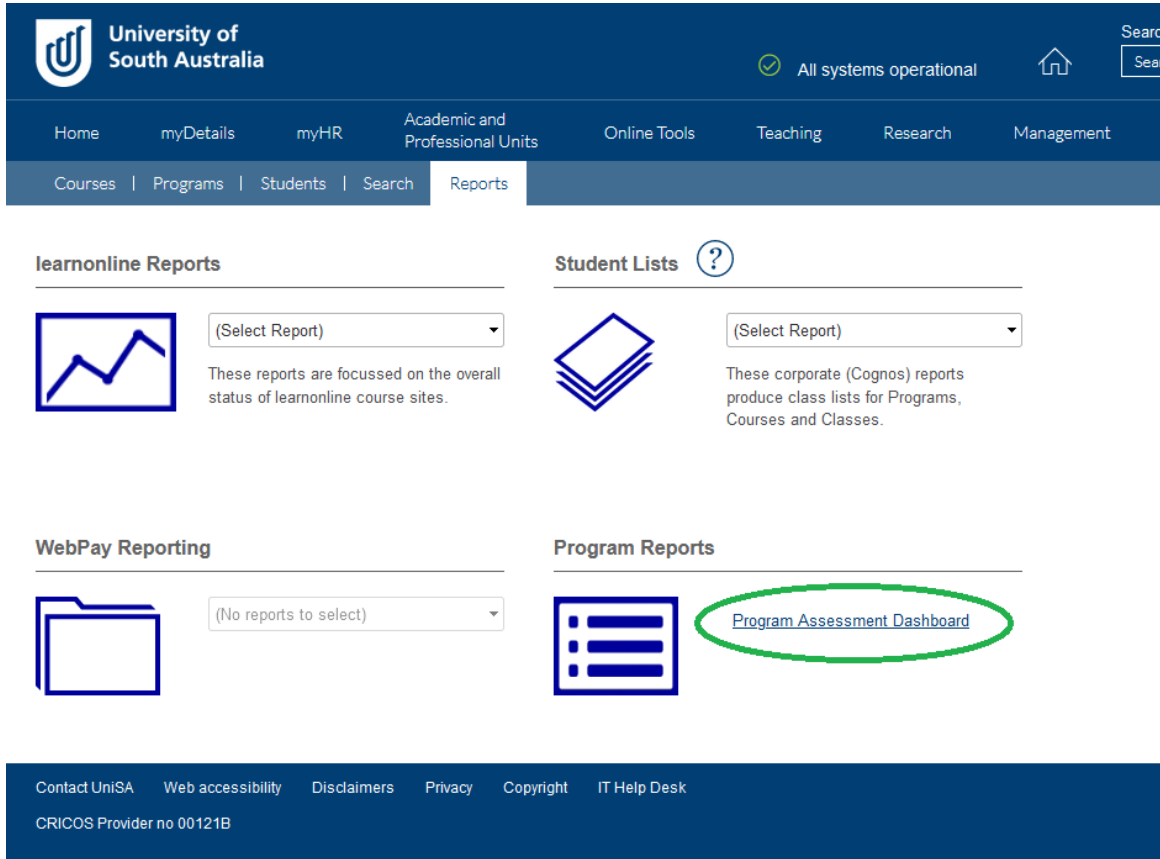 University of
South Australia
All systems operational
Home myDetails myHR Academic and Professional Units Online Tools Teaching Research Management
Courses | Programs | Students | Search Reports
learnonline Reports
(Select Report)
These reports are focussed on the overall
status of learnonline course sites.
Student Lists ?
(Select Report)
These corporate (Cognos) reports
produce class lists for Programs,
Courses and Classes.
WebPay Reporting
(No reports to select)
Program Reports
Program Assessment Dashboard
Contact UniSA Web accessibility Disclaimers Privacy Copyright IT Help Desk
CRICOS Provider no 00121B